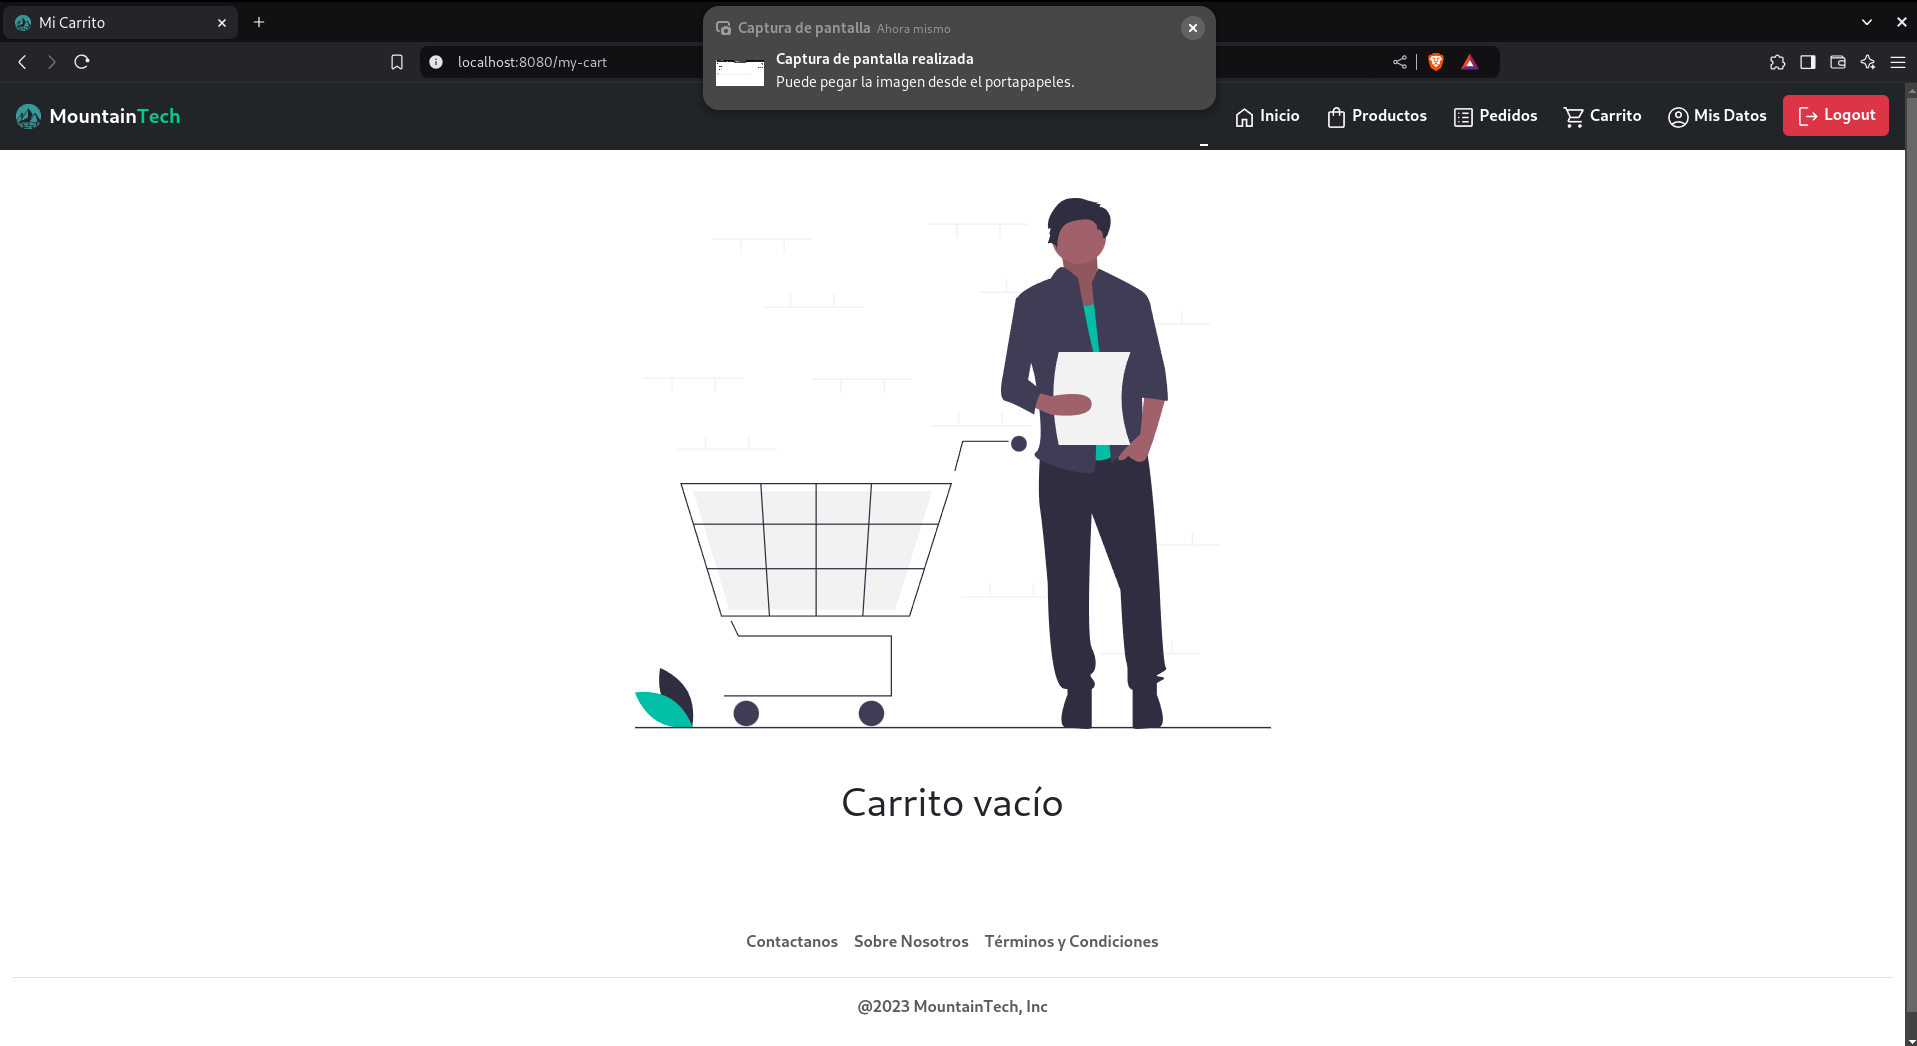 Mi Carrito
Captura de pantalla Ahora mismo
Captura de pantalla realizada
Puede pegar la imagen desde el portapapeles.
localhost:8080/my-cart
MountainTech
Inicio
Productos
Pedidos
Carrito
Mis Datos
Logout
Carrito vacío
Contactanos Sobre Nosotros Términos y Condiciones
@2023 MountainTech, Inc